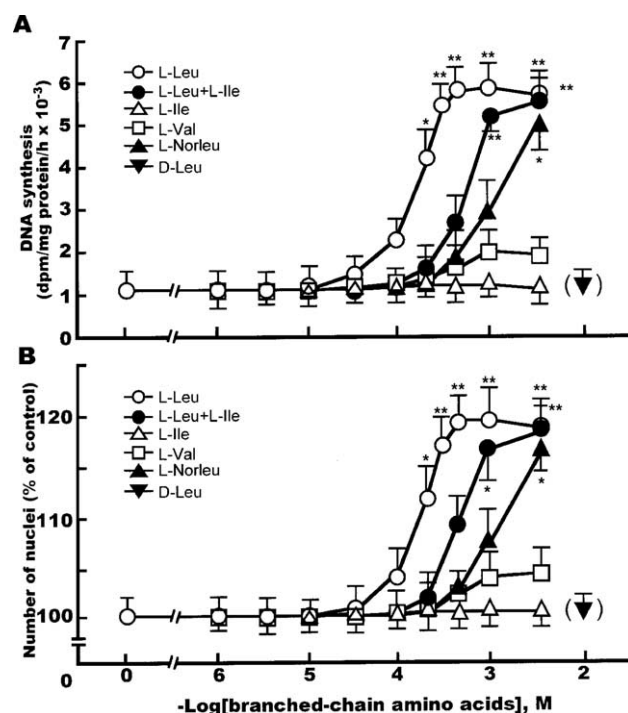 A
DNA synthesis
(dpm/mg protein/h x 10⁻³)
7
6
5
4
3
2
1
0
L-Leu
L-Leu+L-Ile
L-Ile
L-Val
L-Norleu
D-Leu
*
**
**
**
**
**
**
*
( )
B
Number of nuclei (% of control)
120
110
100
0
L-Leu
L-Leu+L-Ile
L-Ile
L-Val
L-Norleu
D-Leu
*
**
**
**
**
**
*
*
( )
0 6 5 4 3 2
-Log[branched-chain amino acids], M